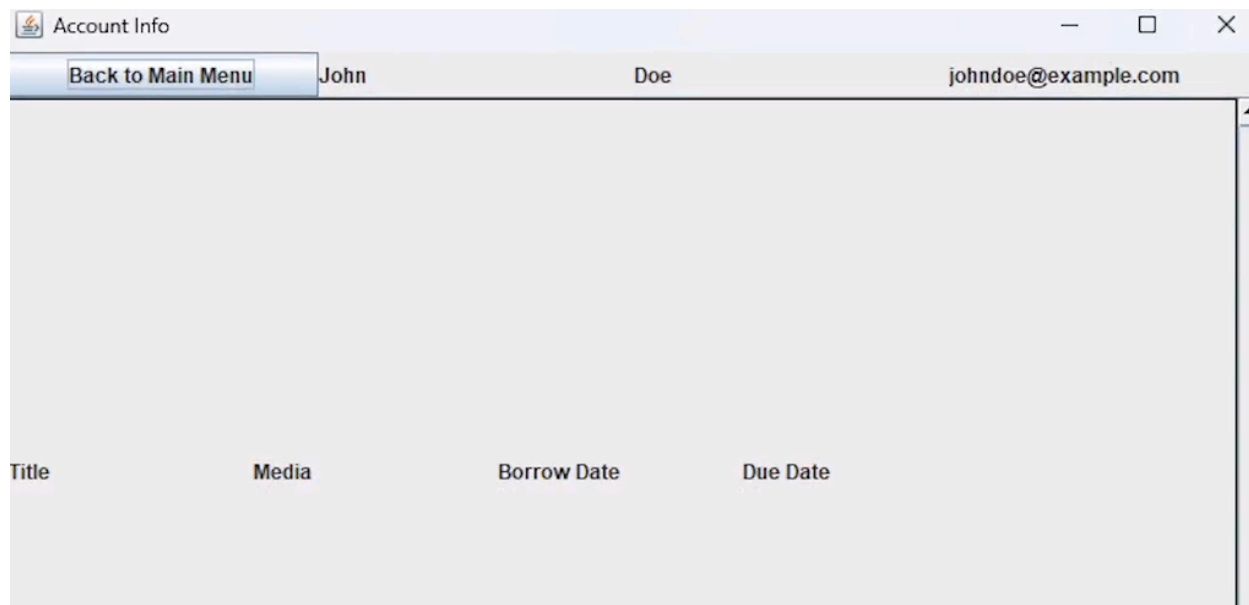 Account Info
Back to Main Menu John Doe johndoe@example.com
Title Media Borrow Date Due Date